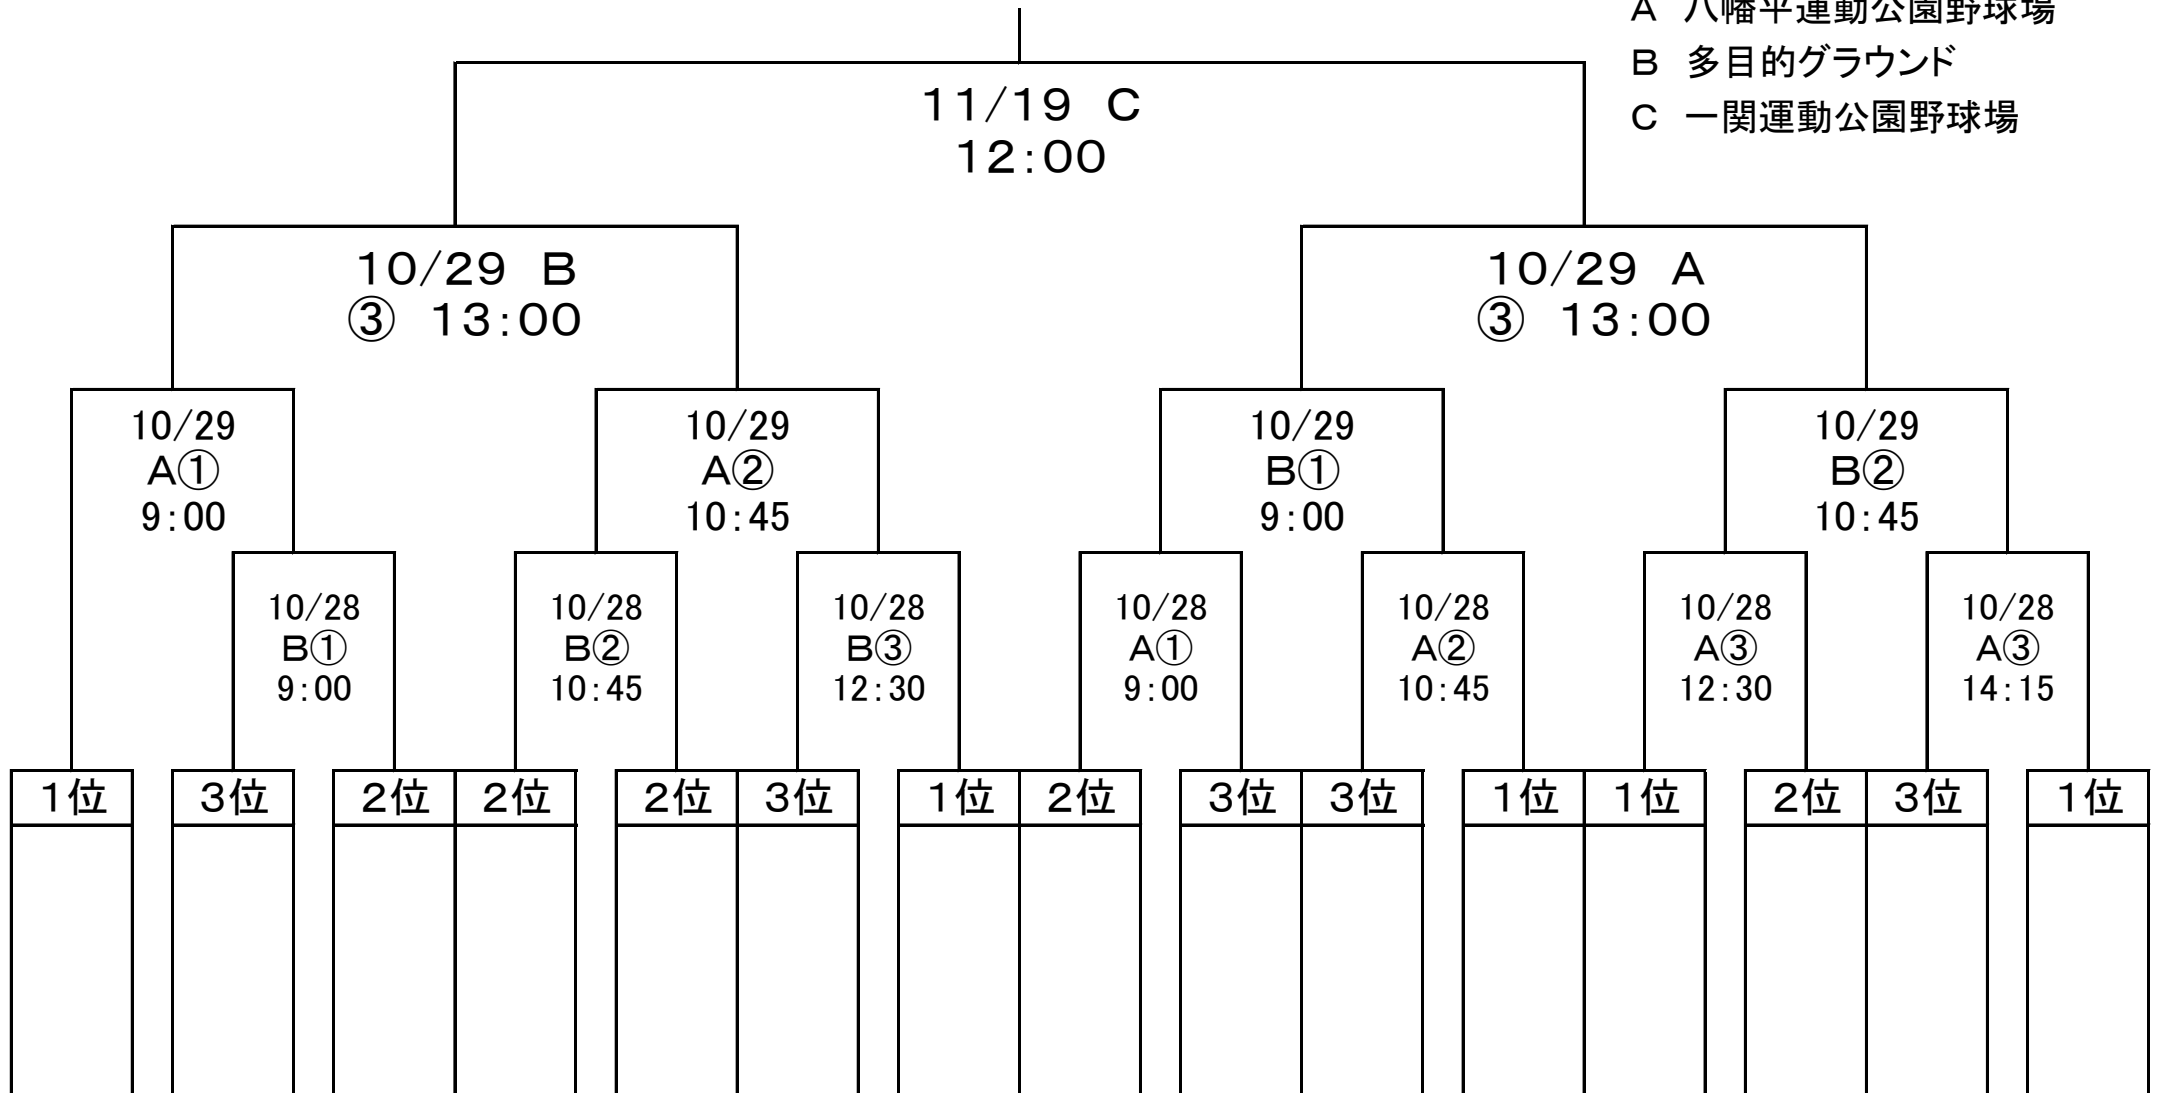 Ａ 八幡平運動公園野球場
Ｂ 多目的グラウンド
Ｃ 一関運動公園野球場
11/19 Ｃ
12:00
10/29 Ｂ
③ 13:00
10/29 Ａ
③ 13:00
10/29
Ａ①
9:00
10/29
Ａ②
10:45
10/29
Ｂ①
9:00
10/29
Ｂ②
10:45
10/28
Ｂ①
9:00
10/28
Ｂ②
10:45
10/28
Ｂ③
12:30
10/28
Ａ①
9:00
10/28
Ａ②
10:45
10/28
Ａ③
12:30
10/28
Ａ③
14:15
1位
3位
2位
2位
2位
3位
1位
2位
3位
3位
1位
1位
2位
3位
1位